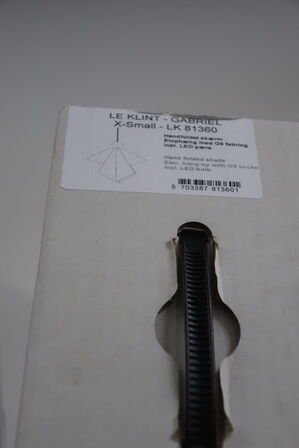 LE KLINT - GABRIEL
X-Small - LK 81360
Håndfoldet skærm
Elophæng med G9 fatning
Inkl. LED pære
Hand folded shade
Elec. hang-up with G9 socket
Incl. LED bulb
5 703387 813601